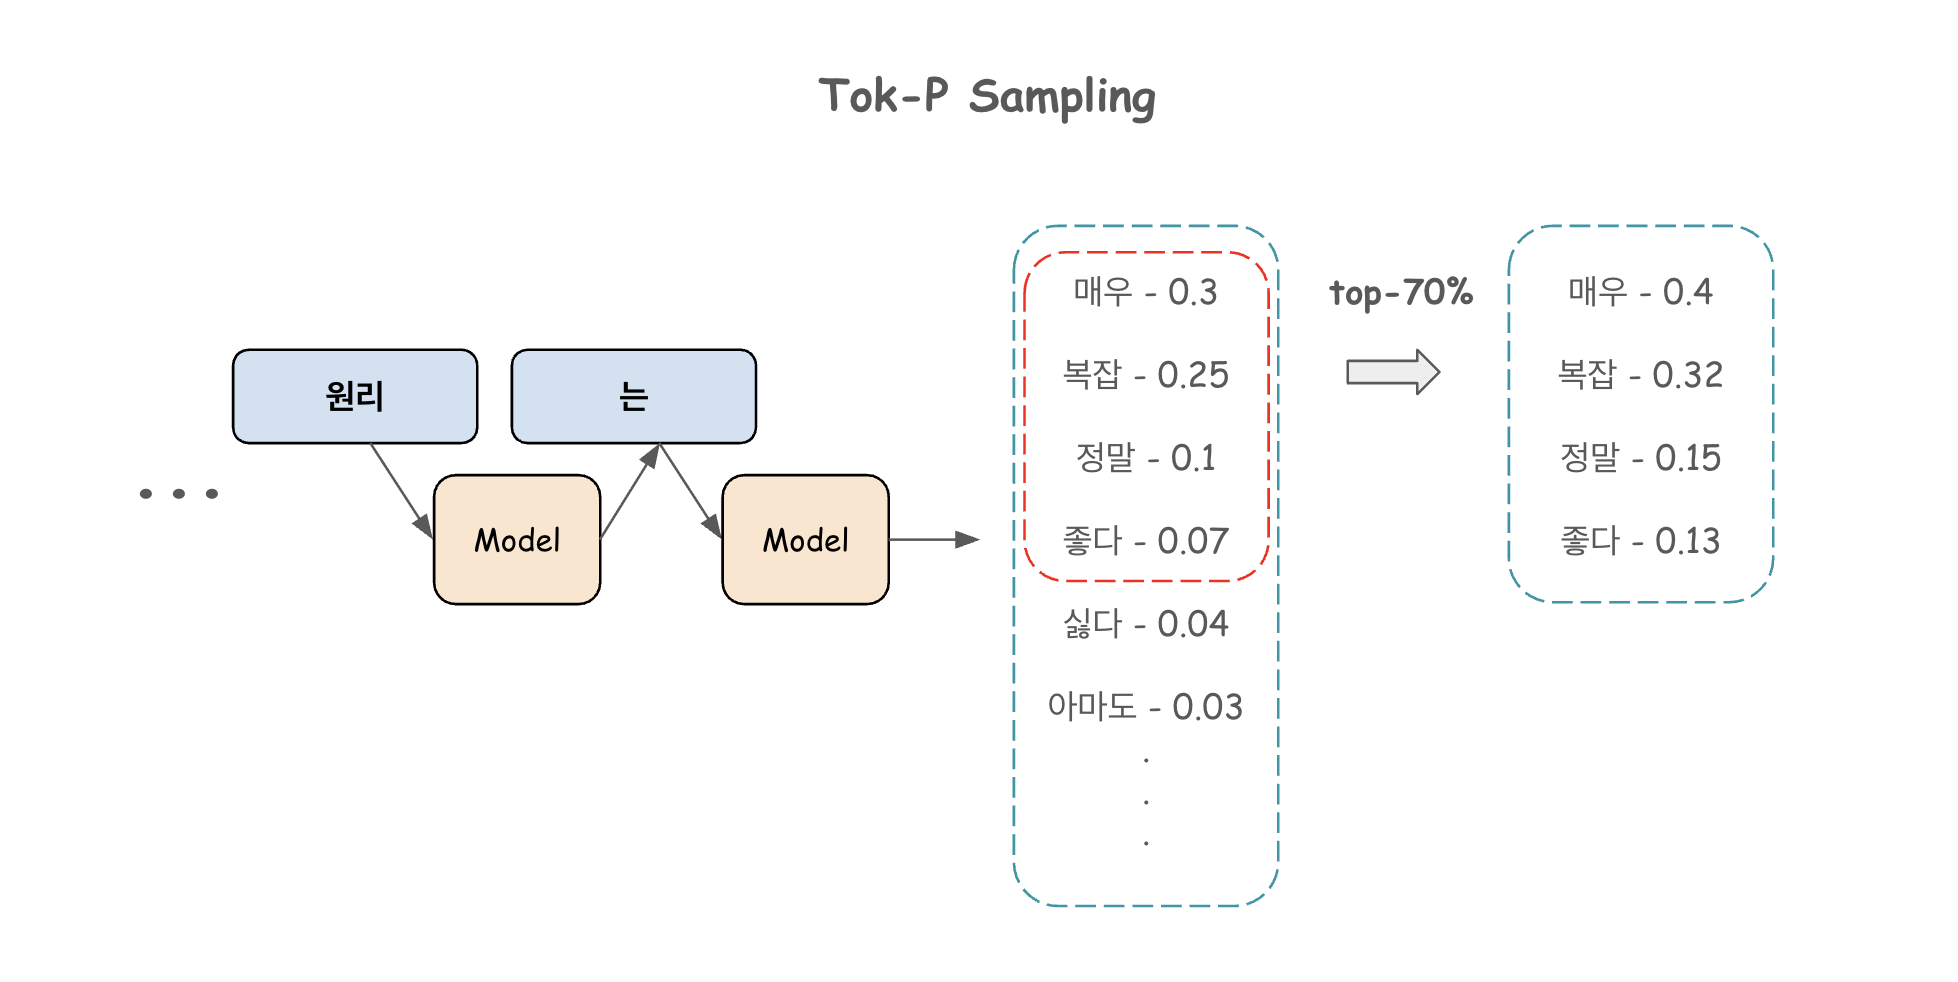 Tok-P Sampling
원리
는
Model
Model
매우 - 0.3
복잡 - 0.25
정말 - 0.1
좋다 - 0.07
싫다 - 0.04
아마도 - 0.03
.
.
.
top-70%
매우 - 0.4
복잡 - 0.32
정말 - 0.15
좋다 - 0.13